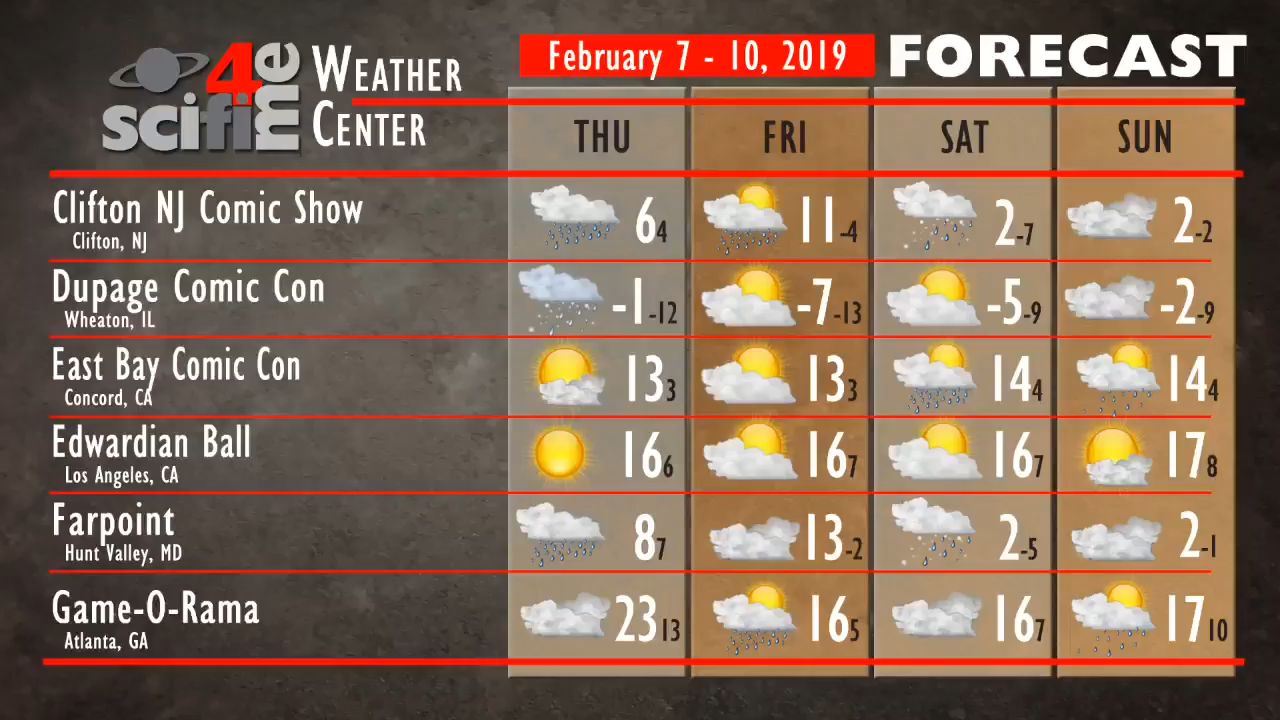 scifi4me
WEATHER
CENTER
February 7 - 10, 2019
FORECAST
THU FRI SAT SUN
Clifton NJ Comic Show
Clifton, NJ
6 4 11 -4 2 -7 2 -2
Dupage Comic Con
Wheaton, IL
-1 -12 -7 -13 -5 -9 -2 -9
East Bay Comic Con
Concord, CA
13 3 13 3 14 4 14 4
Edwardian Ball
Los Angeles, CA
16 6 16 7 16 7 17 8
Farpoint
Hunt Valley, MD
8 7 13 -2 2 -5 2 -1
Game-O-Rama
Atlanta, GA
23 13 16 5 16 7 17 10